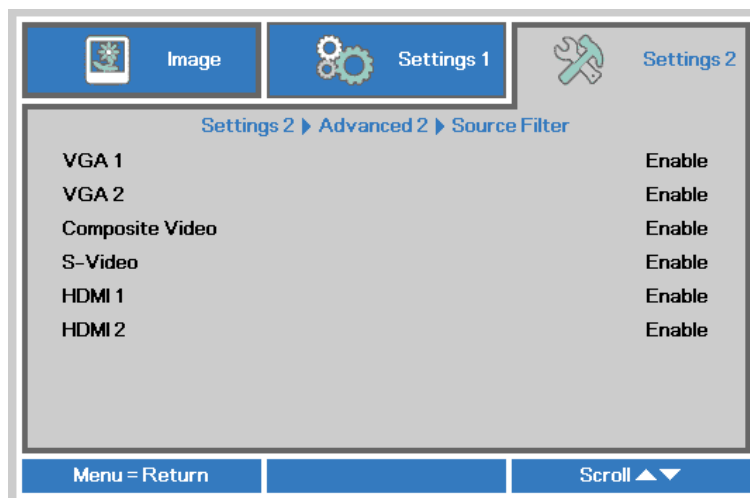 Image
Settings 1
Settings 2
Settings 2 ▶ Advanced 2 ▶ Source Filter
VGA 1 Enable
VGA 2 Enable
Composite Video Enable
S-Video Enable
HDMI 1 Enable
HDMI 2 Enable
Menu = Return
Scroll ▲▼